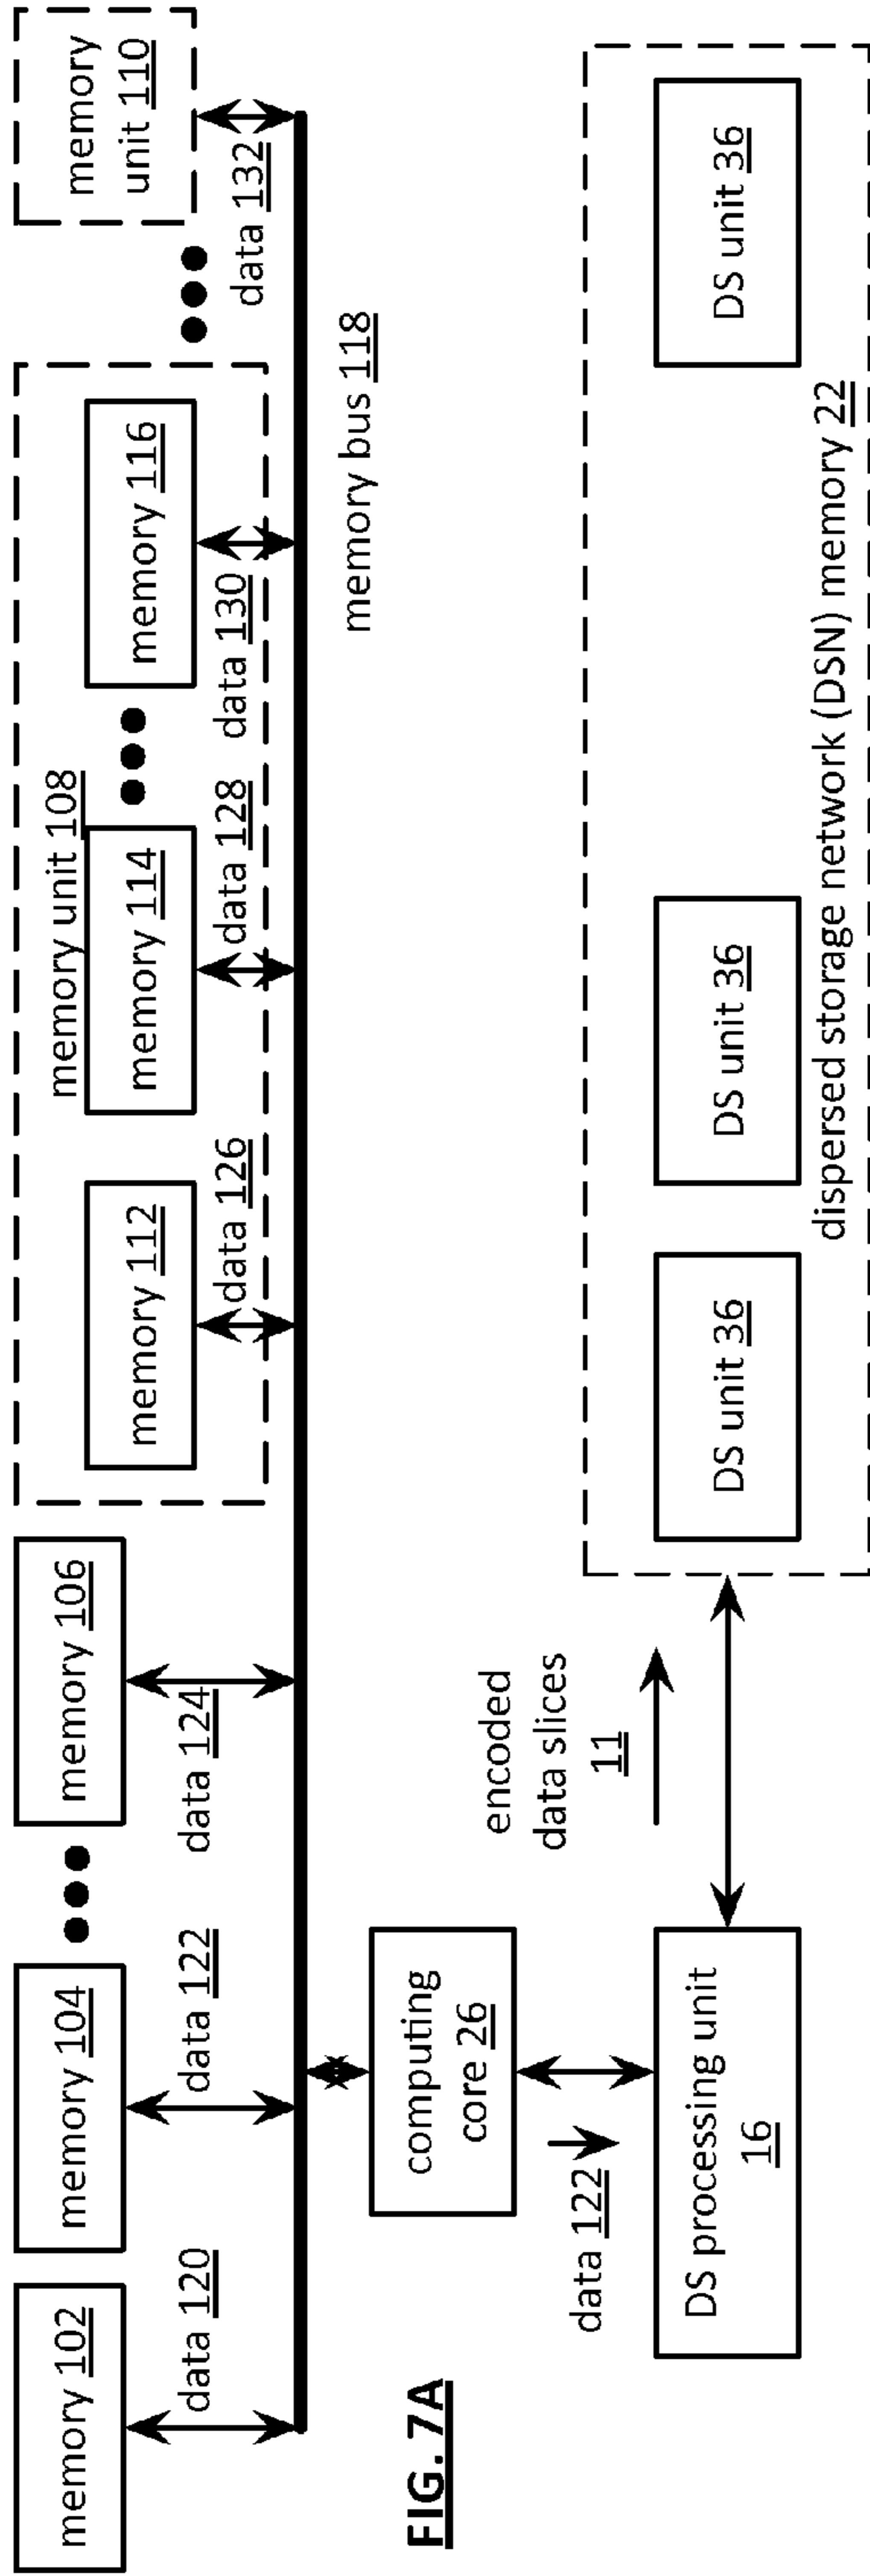 memory 102
memory 104
memory 106
memory unit 108
memory 112
memory 114
memory 116
memory
unit 110
data 120
data 122
data 124
data 126
data 128
data 130
data 132
memory bus 118
computing
core 26
data 122
DS processing unit
16
encoded
data slices
11
DS unit 36
DS unit 36
DS unit 36
dispersed storage network (DSN) memory 22
FIG. 7A